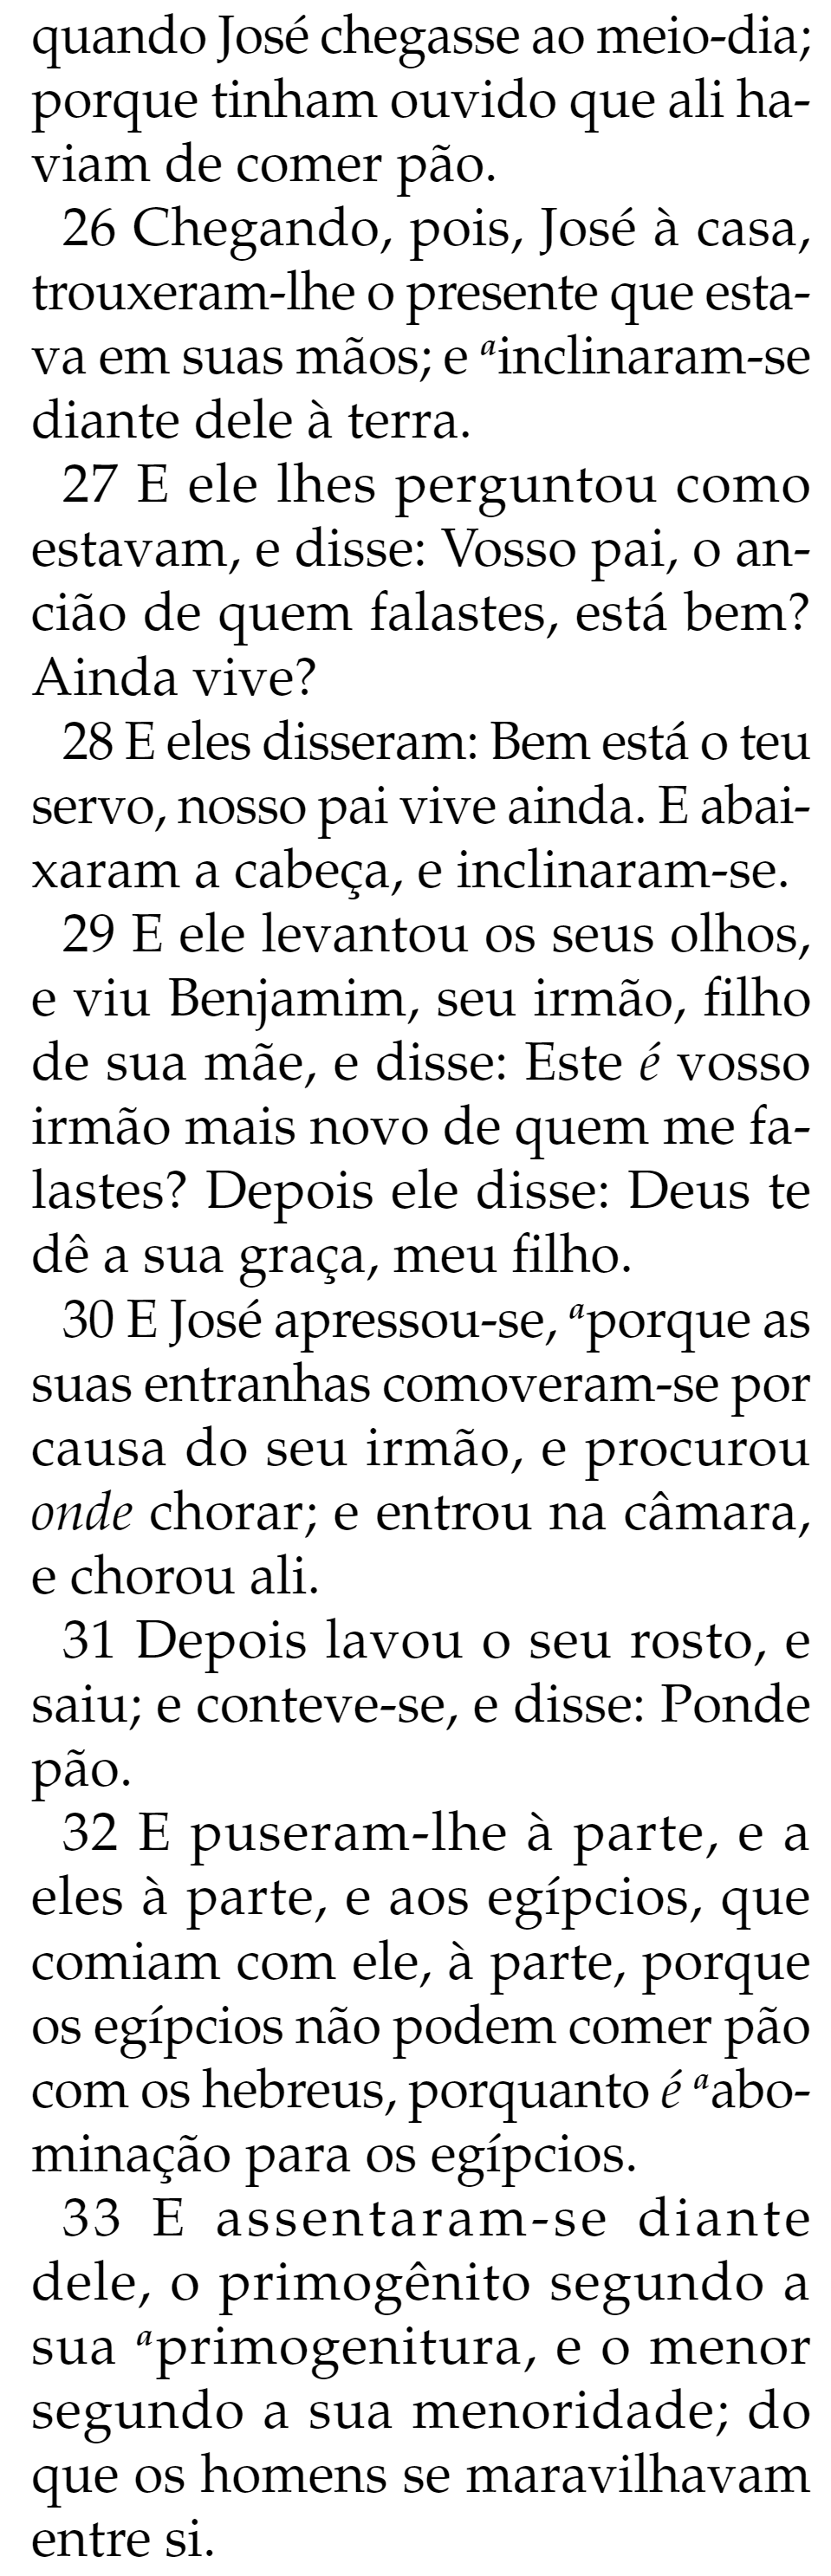 quando José chegasse ao meio-dia;
porque tinham ouvido que ali ha-
viam de comer pão.
26 Chegando, pois, José à casa,
trouxeram-lhe o presente que esta-
va em suas mãos; e ainclinaram-se
diante dele à terra.
27 E ele lhes perguntou como
estavam, e disse: Vosso pai, o an-
cião de quem falastes, está bem?
Ainda vive?
28 E eles disseram: Bem está o teu
servo, nosso pai vive ainda. E abai-
xaram a cabeça, e inclinaram-se.
29 E ele levantou os seus olhos,
e viu Benjamim, seu irmão, filho
de sua mãe, e disse: Este é vosso
irmão mais novo de quem me fa-
lastes? Depois ele disse: Deus te
dê a sua graça, meu filho.
30 E José apressou-se, aporque as
suas entranhas comoveram-se por
causa do seu irmão, e procurou
onde chorar; e entrou na câmara,
e chorou ali.
31 Depois lavou o seu rosto, e
saiu; e conteve-se, e disse: Ponde
pão.
32 E puseram-lhe à parte, e a
eles à parte, e aos egípcios, que
comiam com ele, à parte, porque
os egípcios não podem comer pão
com os hebreus, porquanto é aabo-
minação para os egípcios.
33 E assentaram-se diante
dele, o primogênito segundo a
sua aprimogenitura, e o menor
segundo a sua menoridade; do
que os homens se maravilhavam
entre si.